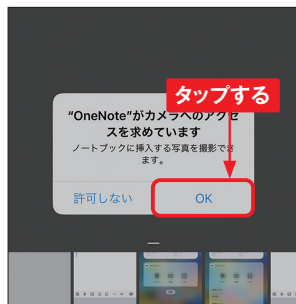 タップする
“OneNote”がカメラへのアクセ
スを求めています
ノートブックに挿入する写真を撮影でき
ます。
許可しない
OK